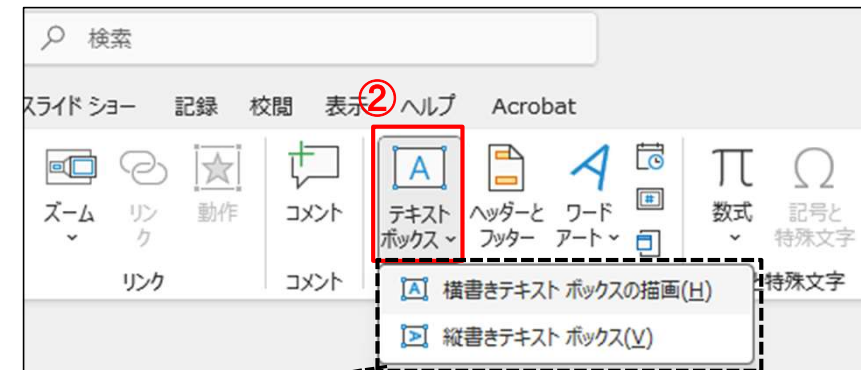 検索
スライド ショー 記録 校閲 表示 ヘルプ Acrobat
②
ズーム リンク 動作 コメント テキスト ボックス ヘッダーと フッター ワード アート 数式 記号と 特殊文字
リンク コメント 特殊文字
横書きテキスト ボックスの描画(H)
縦書きテキスト ボックス(V)